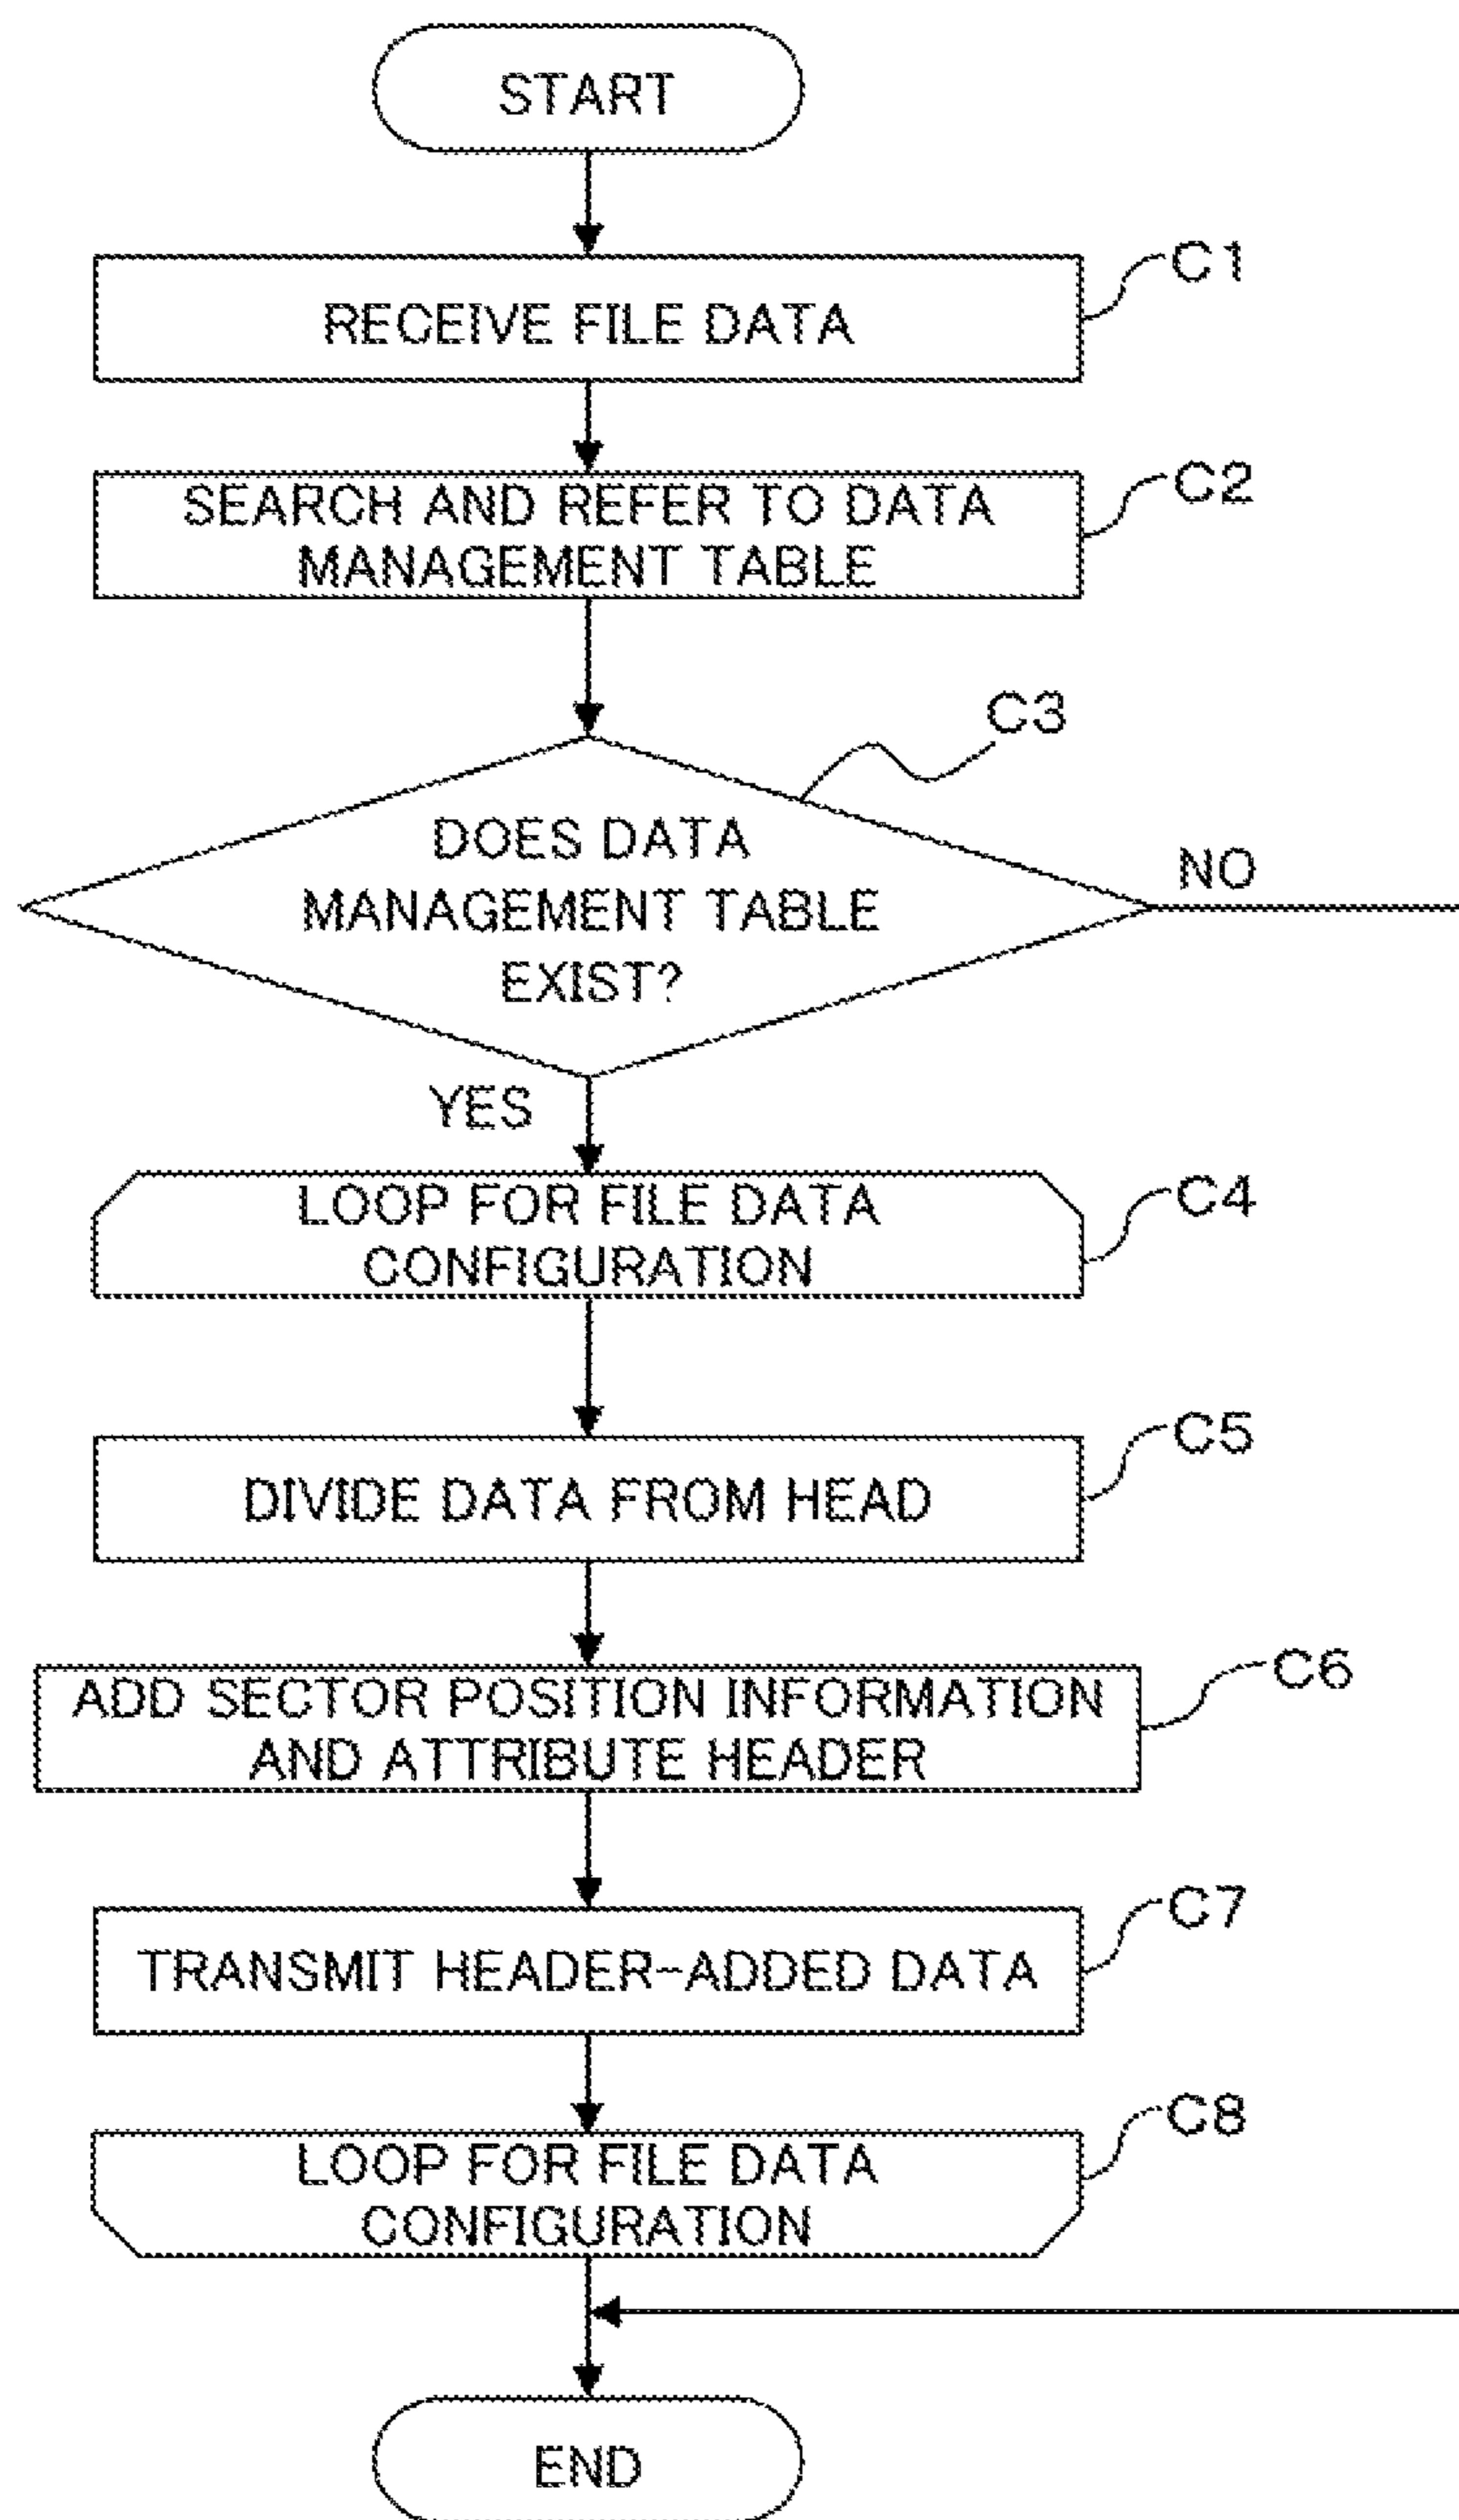 START
C1
RECEIVE FILE DATA
C2
SEARCH AND REFER TO DATA
MANAGEMENT TABLE
C3
DOES DATA
MANAGEMENT TABLE
EXIST?
NO
YES
C4
LOOP FOR FILE DATA
CONFIGURATION
C5
DIVIDE DATA FROM HEAD
C6
ADD SECTOR POSITION INFORMATION
AND ATTRIBUTE HEADER
C7
TRANSMIT HEADER-ADDED DATA
C8
LOOP FOR FILE DATA
CONFIGURATION
END